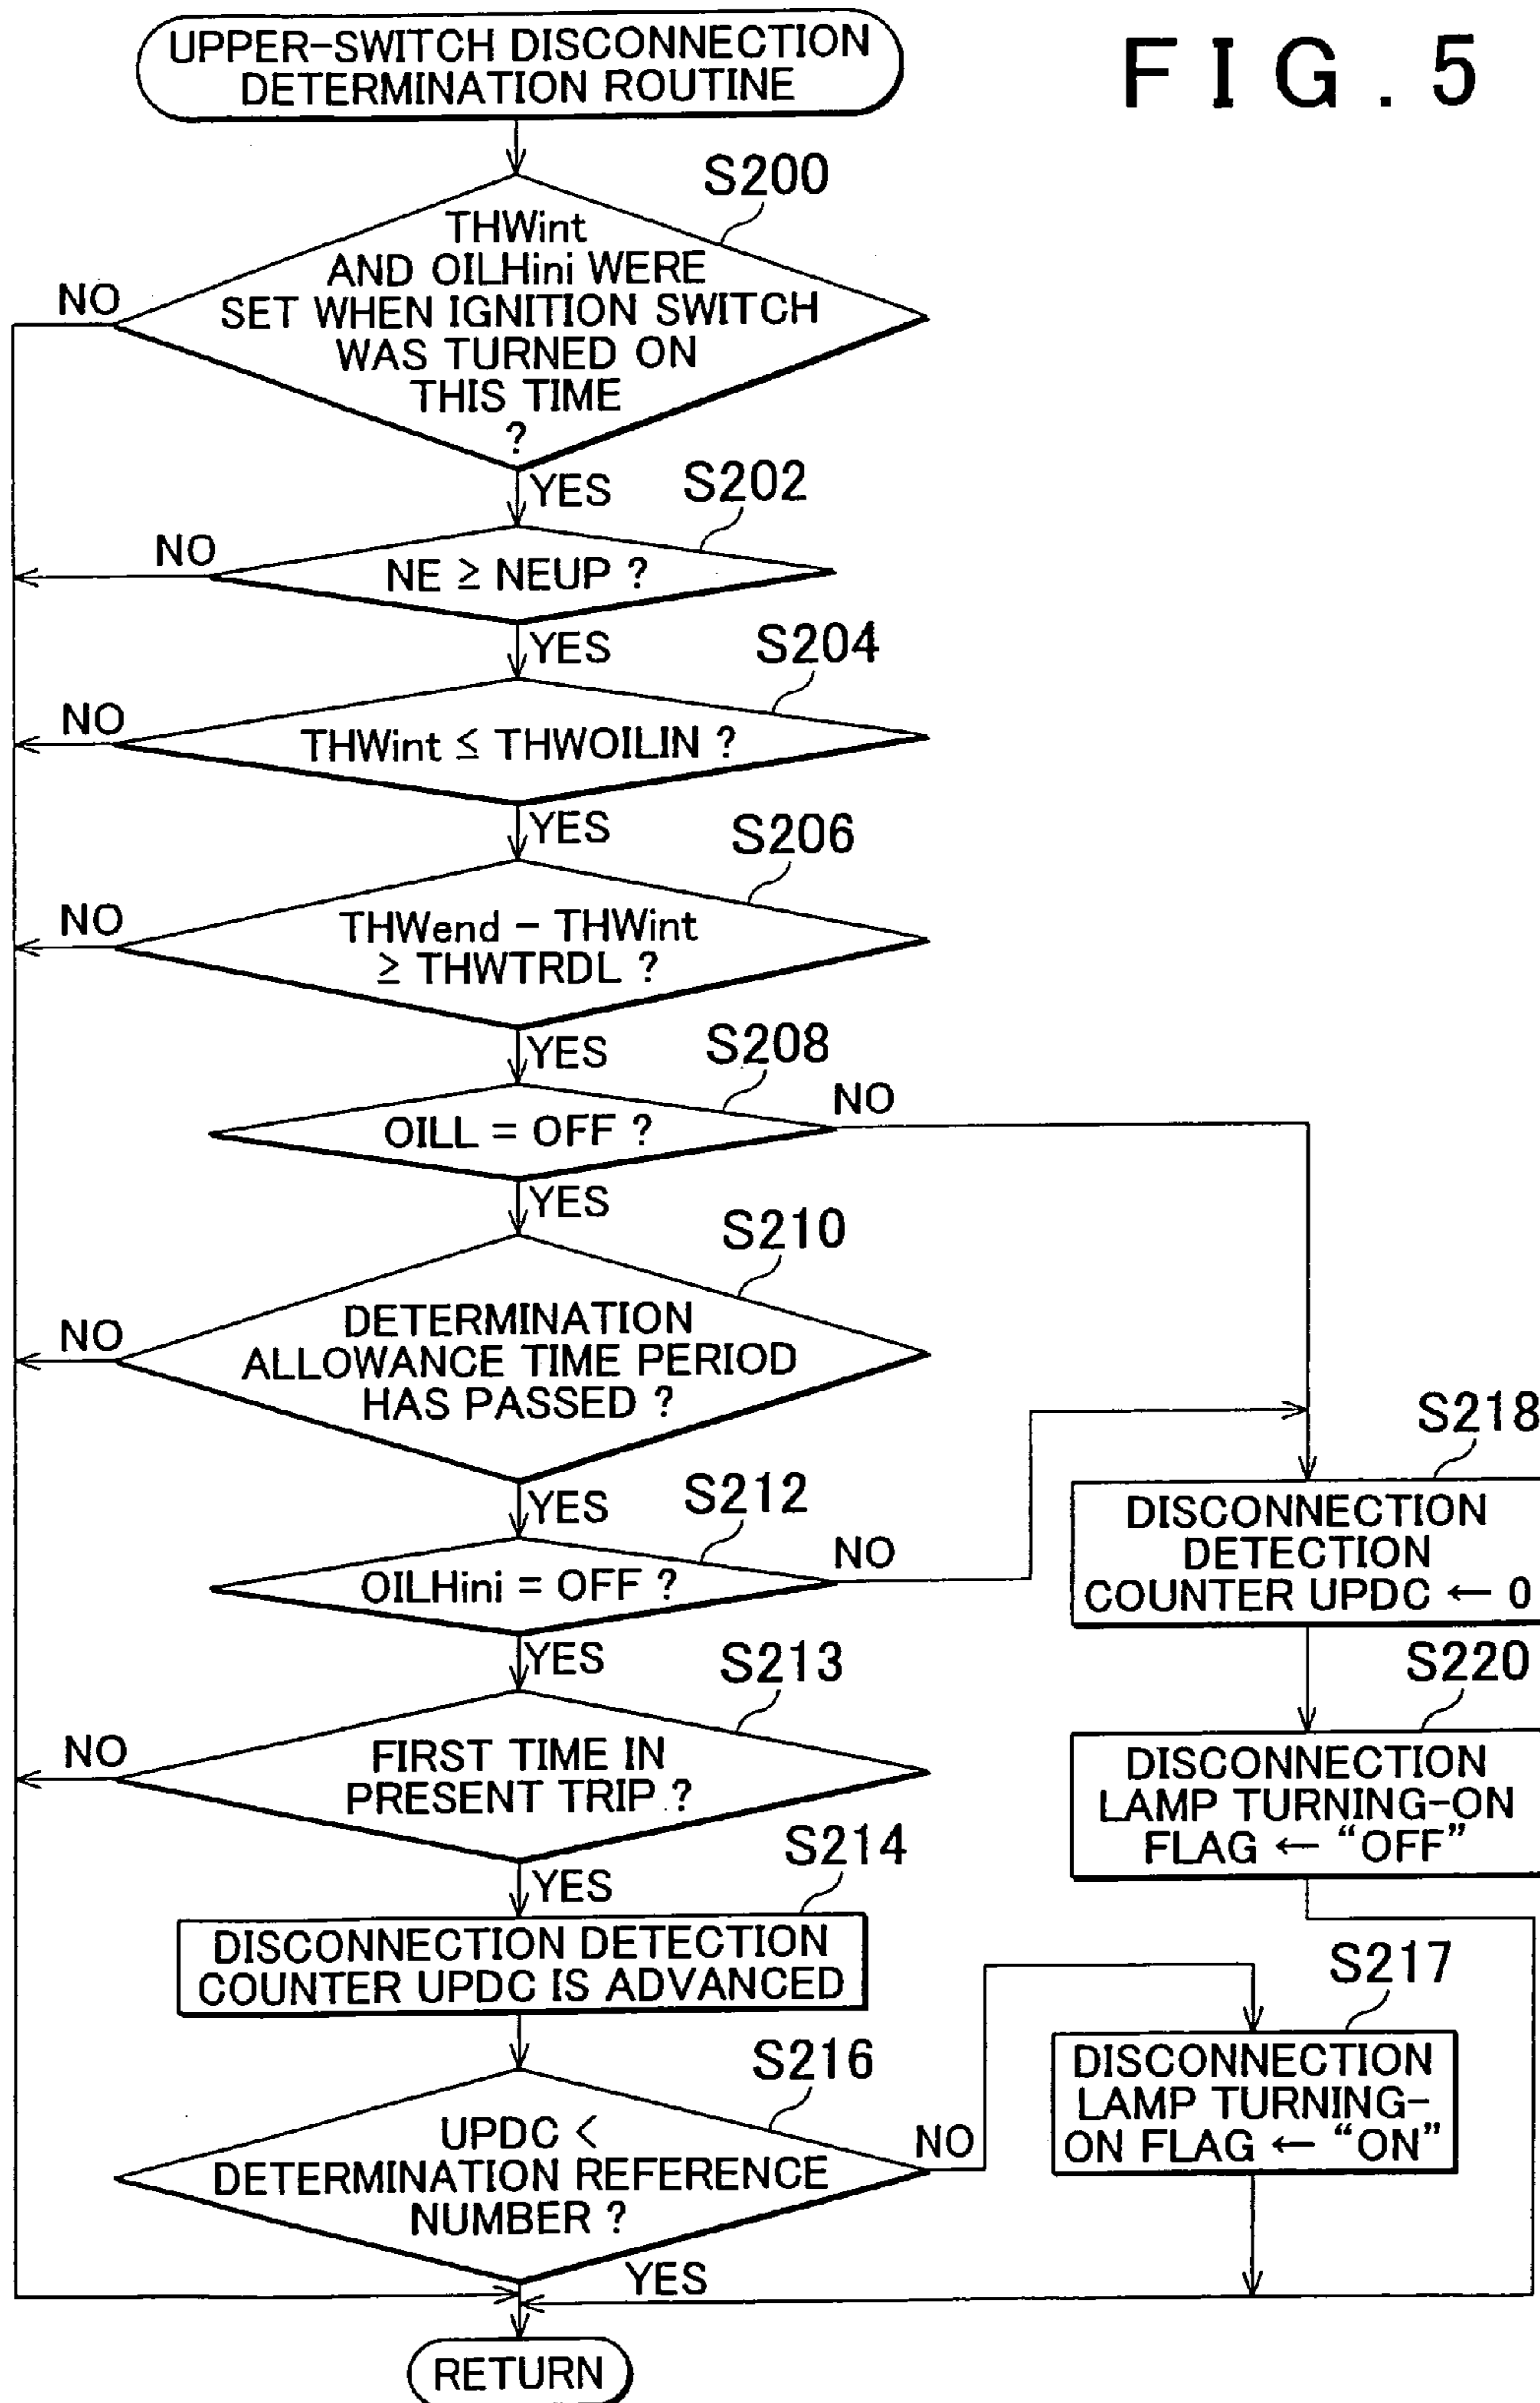 UPPER-SWITCH DISCONNECTION
DETERMINATION ROUTINE
FIG. 5
S200
THWint
AND OILHini WERE
SET WHEN IGNITION SWITCH
WAS TURNED ON
THIS TIME
?
NO
YES
S202
NE ≥ NEUP ?
NO
YES
S204
THWint ≤ THWOILIN ?
NO
YES
S206
THWend – THWint
≥ THWTRDL ?
NO
YES
S208
OILL = OFF ?
NO
YES
S210
DETERMINATION
ALLOWANCE TIME PERIOD
HAS PASSED ?
NO
YES
S212
OILHini = OFF ?
NO
YES
S213
FIRST TIME IN
PRESENT TRIP ?
NO
YES
S214
DISCONNECTION DETECTION
COUNTER UPDC IS ADVANCED
S216
UPDC <
DETERMINATION REFERENCE
NUMBER ?
NO
YES
S217
DISCONNECTION
LAMP TURNING-
ON FLAG ← “ON”
S218
DISCONNECTION
DETECTION
COUNTER UPDC ← 0
S220
DISCONNECTION
LAMP TURNING-ON
FLAG ← “OFF”
RETURN